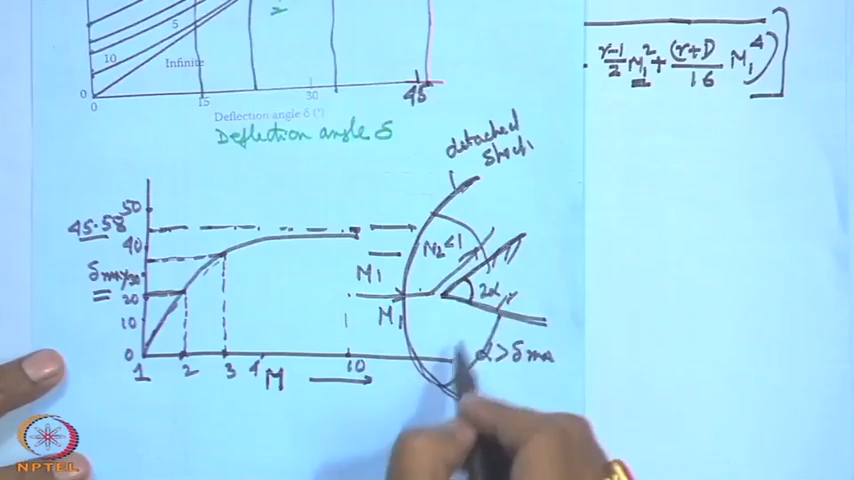 5
10
Infinite
0
0
15
30
45
Deflection angle δ (°)
Deflection angle δ
γ-1/2 M₁² + (γ+1)/16 M₁⁴
detached
shock
50
45.58
40
δmax
30
20
10
0
1
2
3
4
10
M
M₁
M₁
M₂<1
2α
α>δma
NPTEL